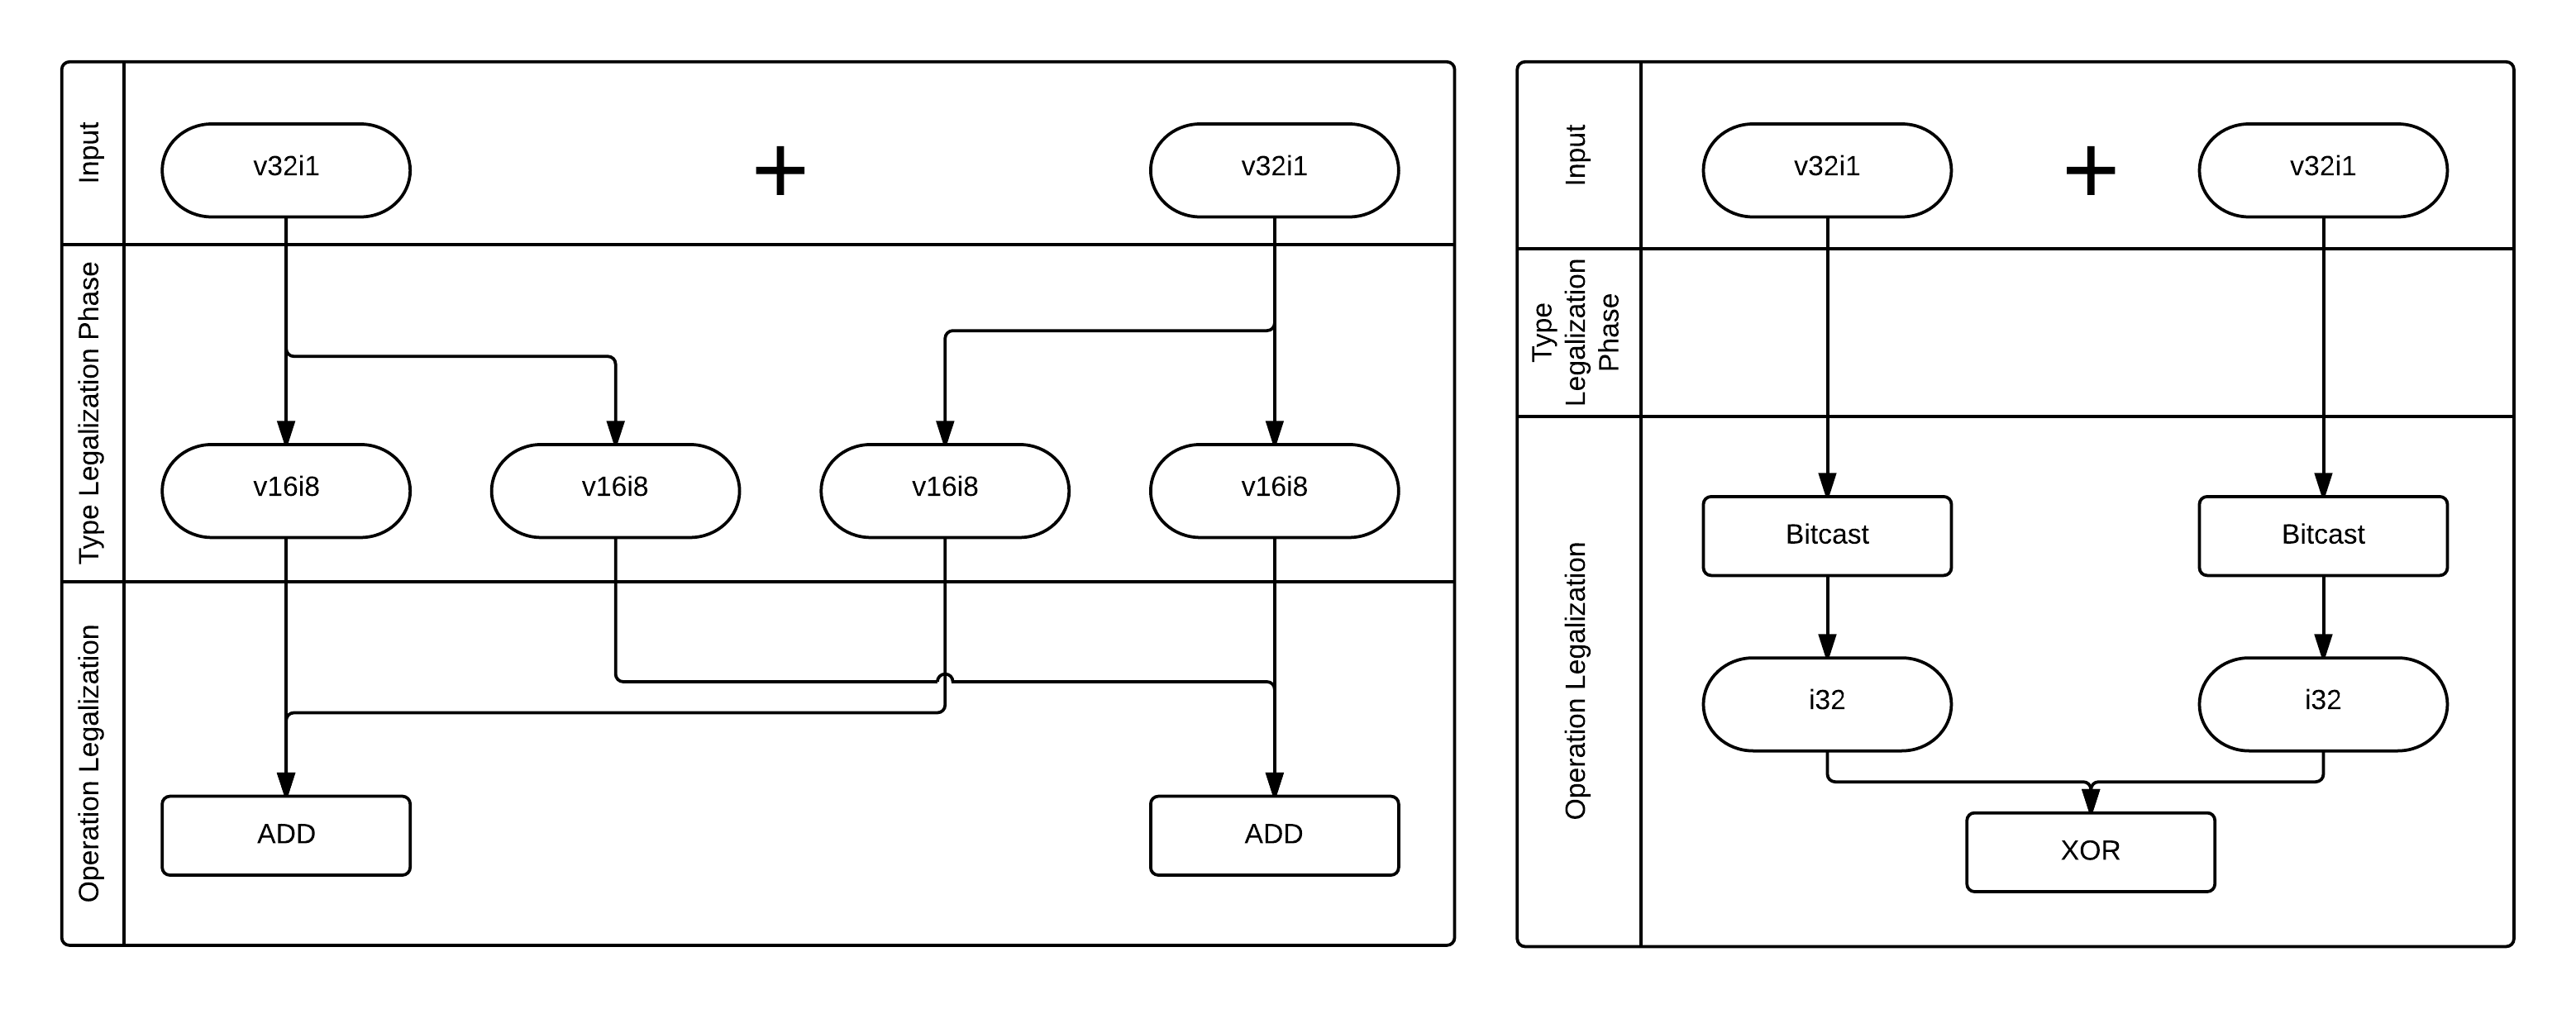 Input
v32i1
+
v32i1
Type Legalization Phase
v16i8
v16i8
v16i8
v16i8
Operation Legalization
ADD
ADD
Input
v32i1
+
v32i1
Type
Legalization
Phase
Operation Legalization
Bitcast
Bitcast
i32
i32
XOR